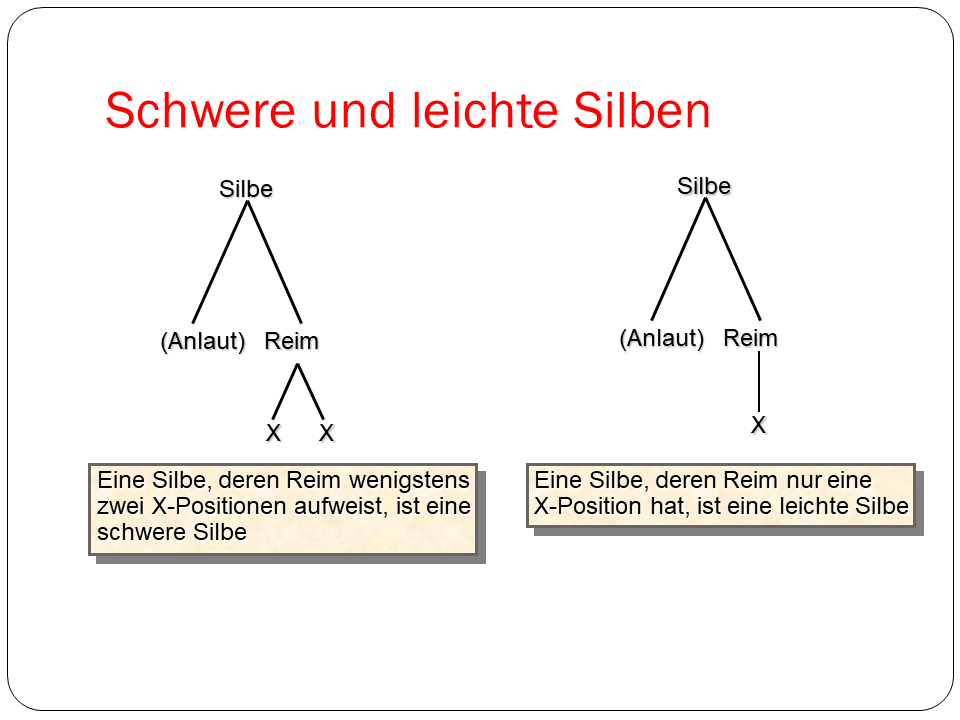 Schwere und leichte Silben
Silbe
(Anlaut) Reim
X X
Eine Silbe, deren Reim wenigstens
zwei X-Positionen aufweist, ist eine
schwere Silbe
Silbe
(Anlaut) Reim
X
Eine Silbe, deren Reim nur eine
X-Position hat, ist eine leichte Silbe